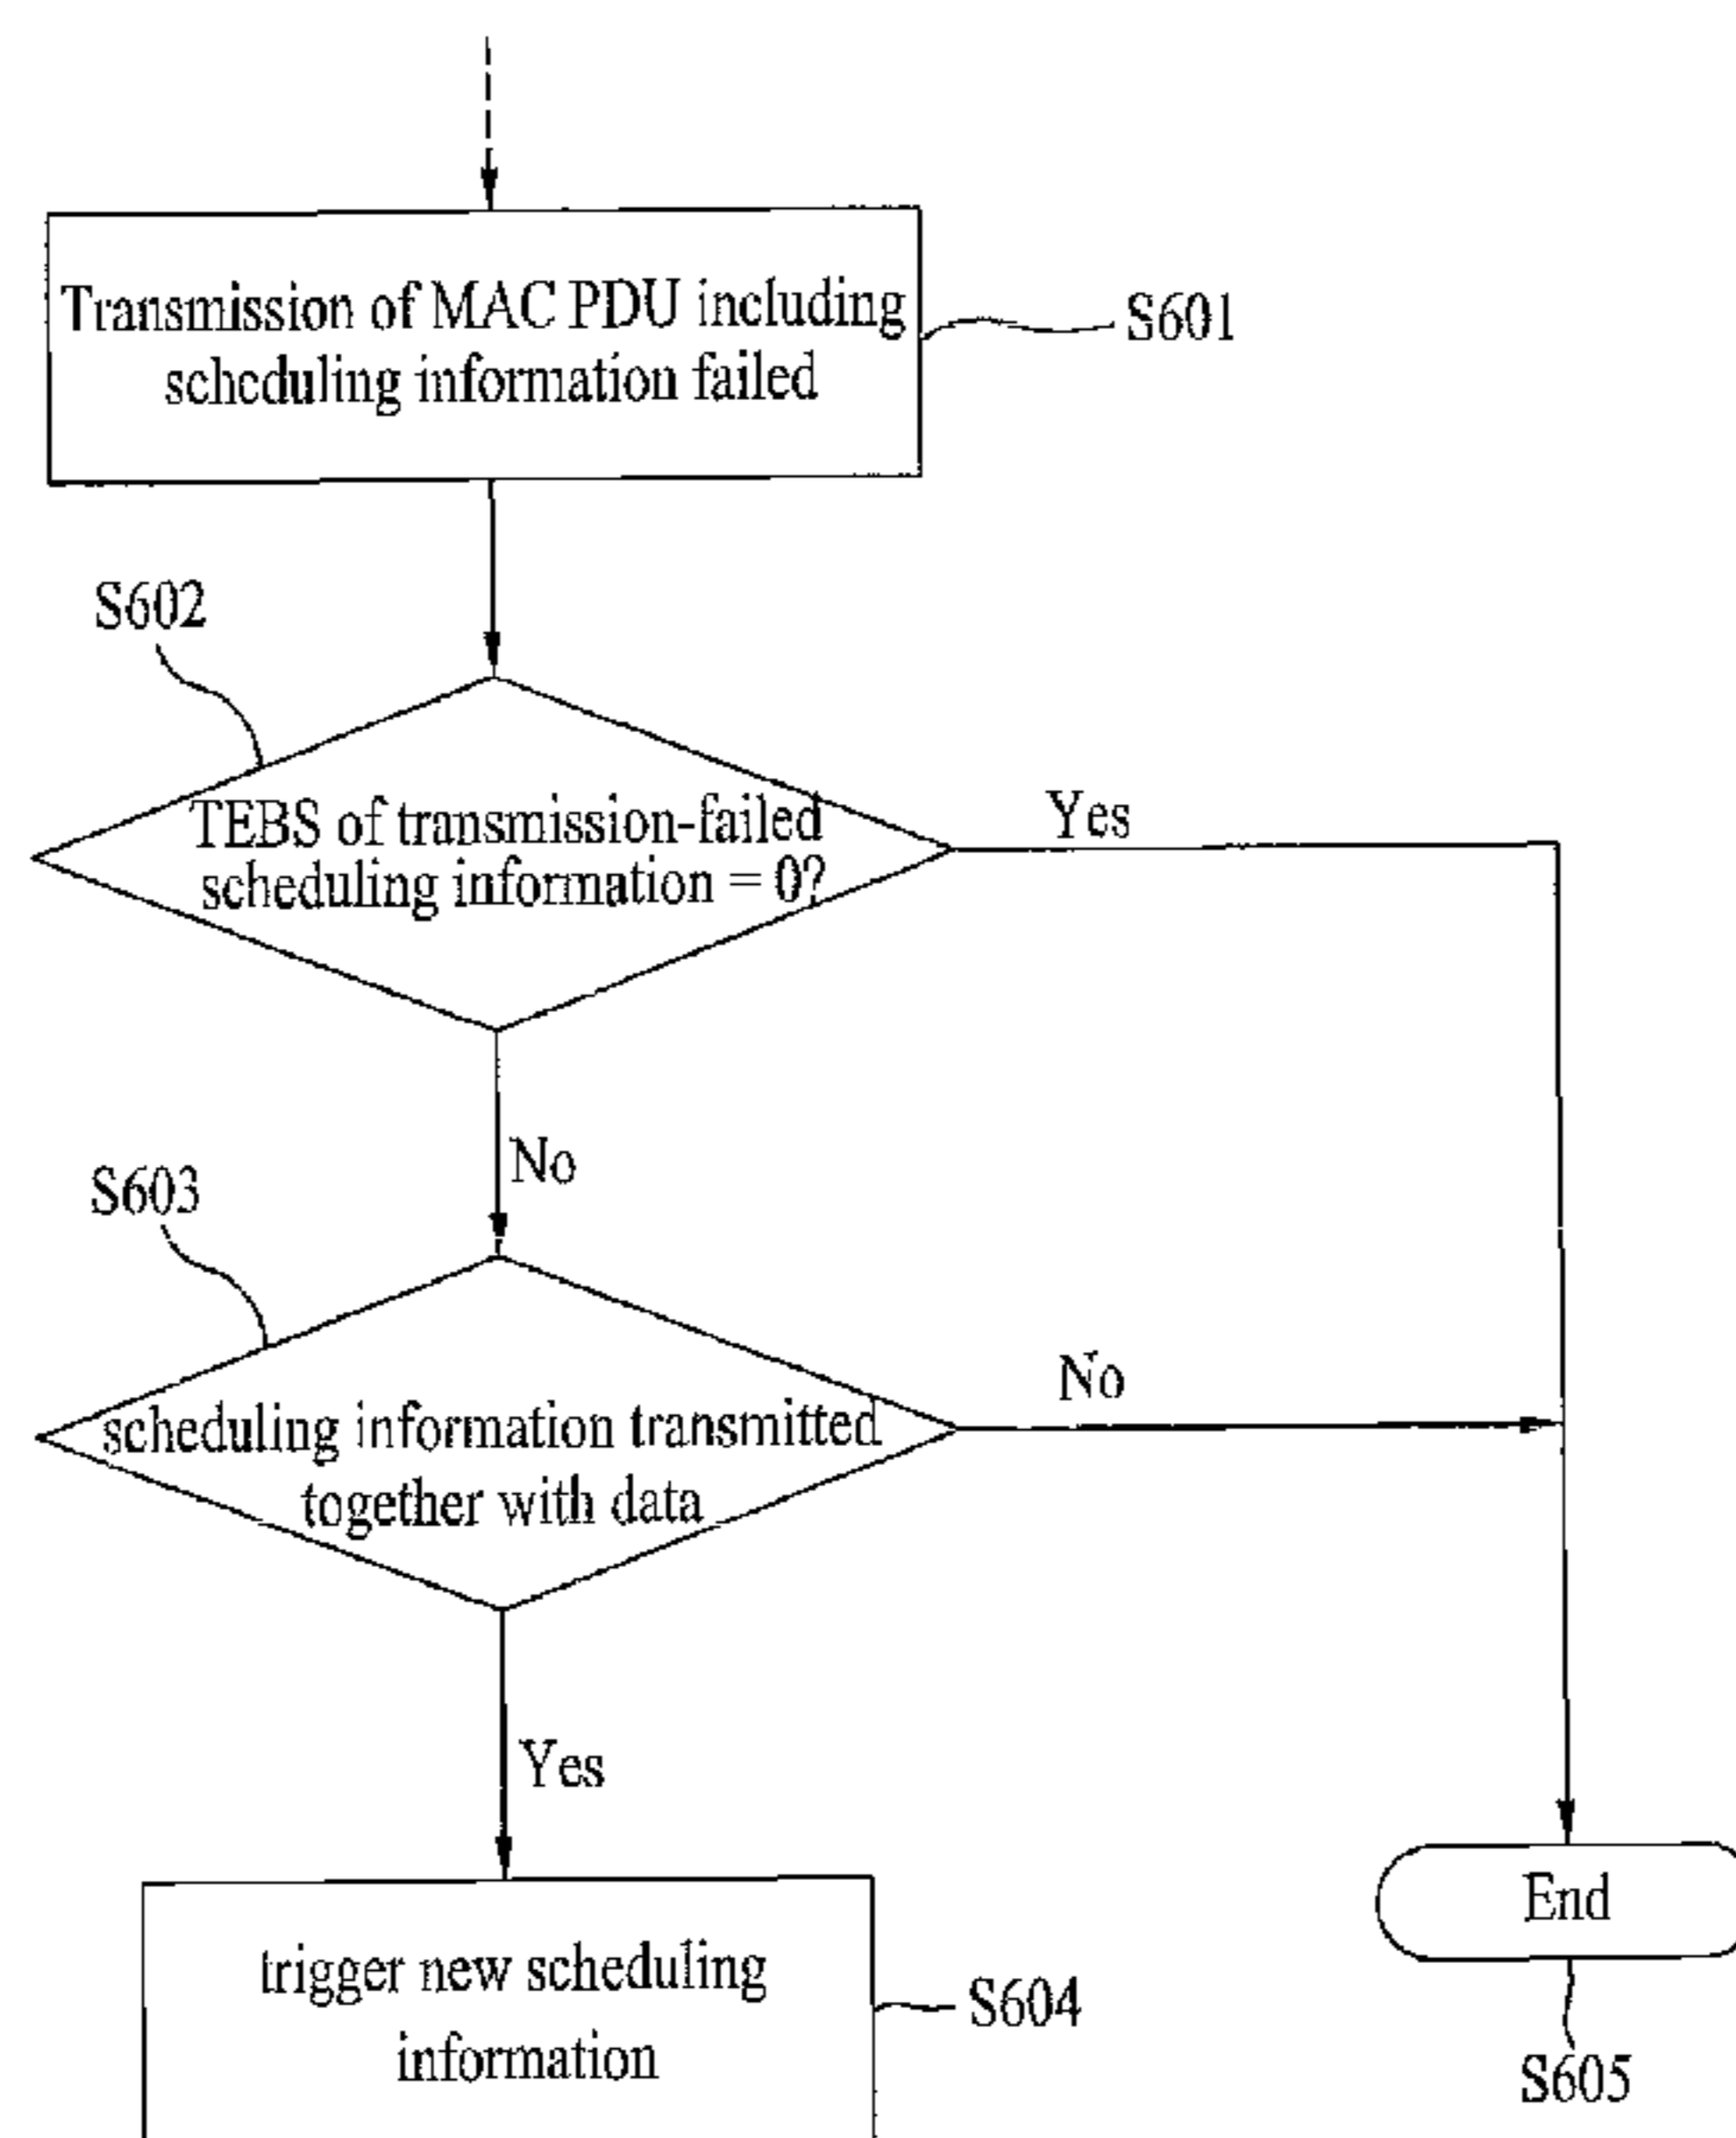 Transmission of MAC PDU including
scheduling information failed
S601
S602
TEBS of transmission-failed
scheduling information = 0?
Yes
No
S603
scheduling information transmitted
together with data
No
Yes
trigger new scheduling
information
S604
End
S605